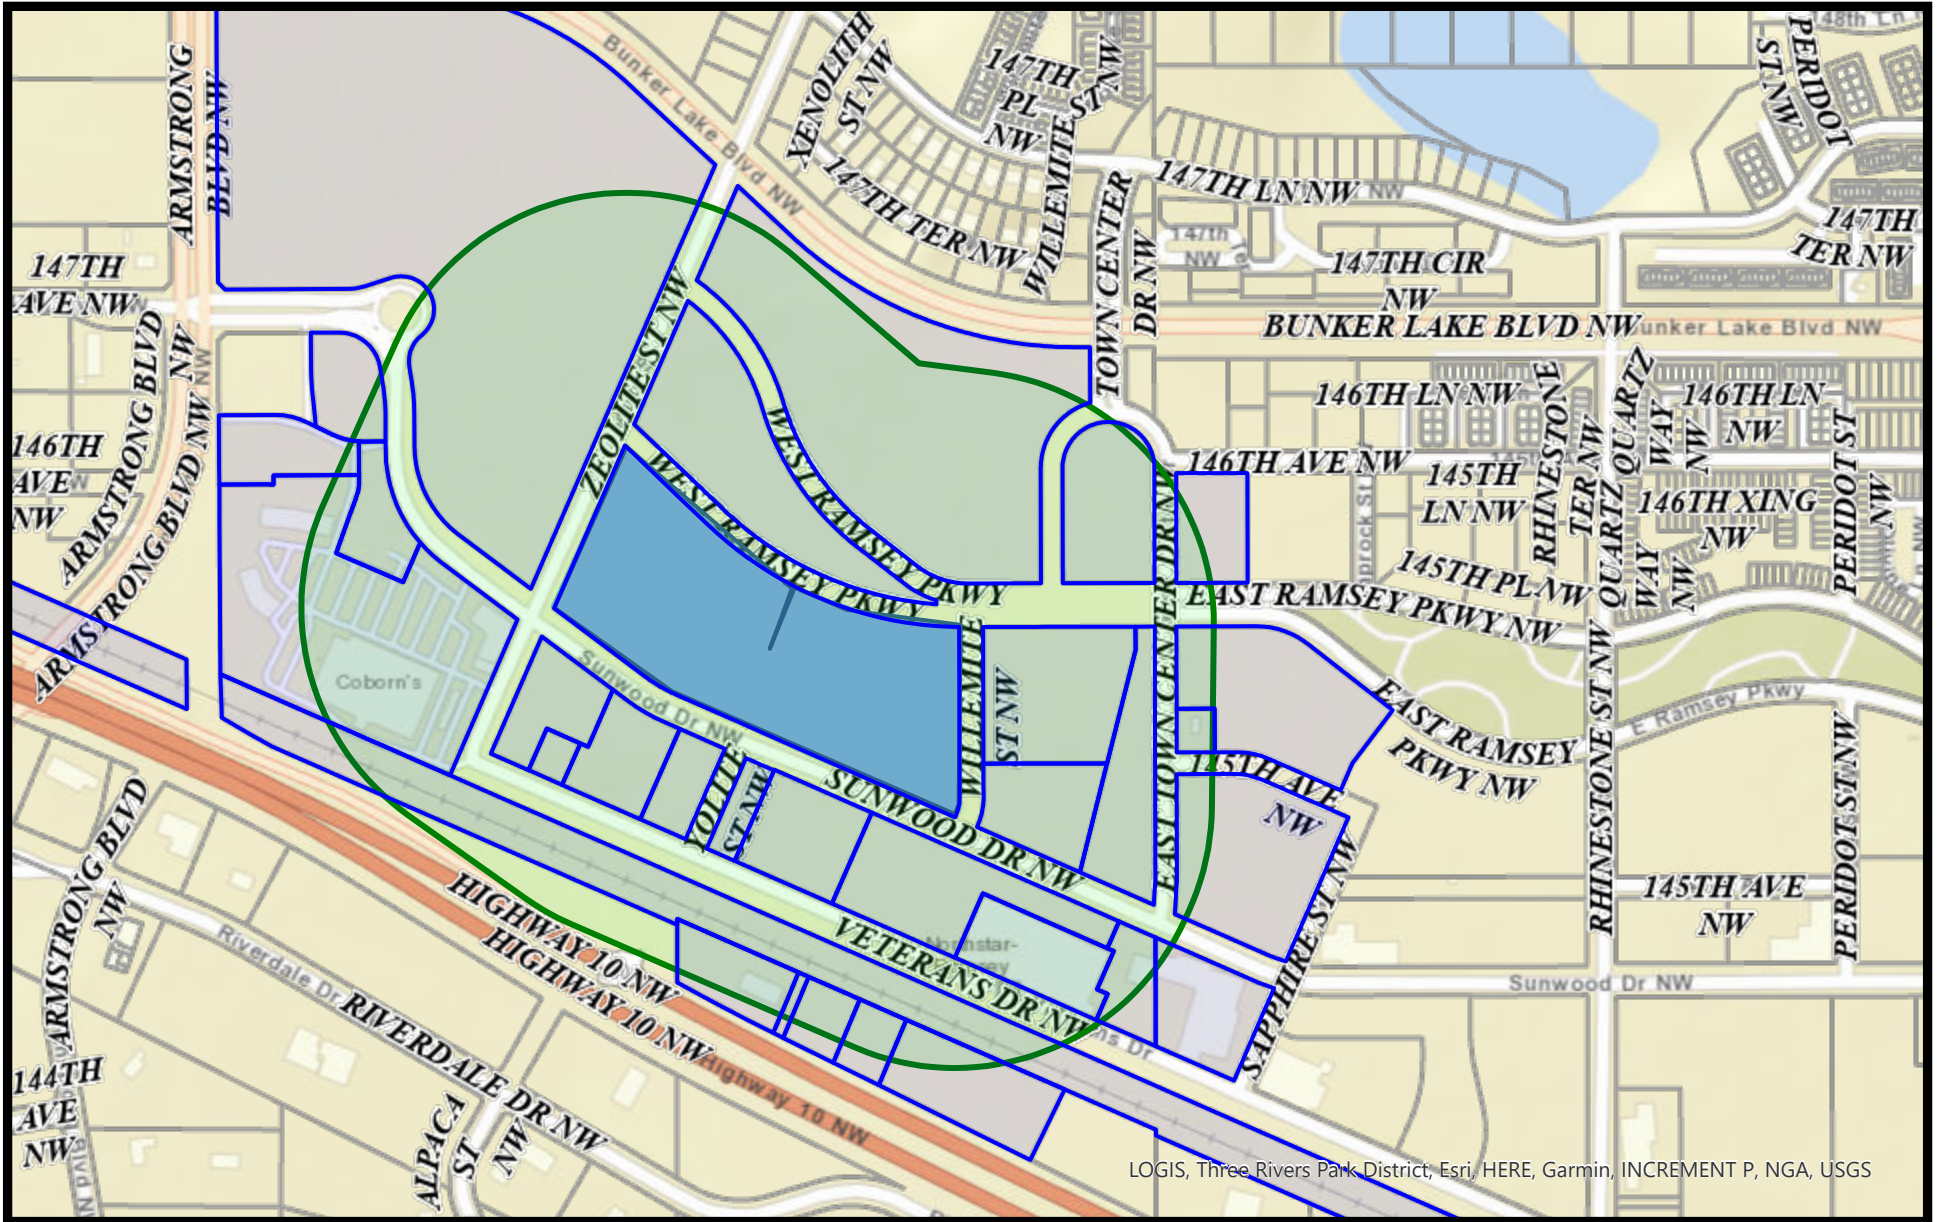 ARMSTRONG
BLVD NW
Bunker Lake Blvd NW
XENOLITH
ST NW
147TH
PL
NW
WILLEMITE ST NW
PERIDOT
ST NW
148th Ln
147TH LN NW
NW
147TH TER NW
147th Ter
NW
TOWN CENTER
DR NW
147TH CIR
NW
147TH
TER NW
BUNKER LAKE BLVD NW
Bunker Lake Blvd NW
147TH
AVE NW
ARMSTRONG BLVD
NW
NW
146TH
AVE
NW
ARMSTRONG BLVD NW
ZEOLITE ST NW
WEST RAMSEY PKWY
WEST RAMSEY PKWY
146TH AVE NW
146TH LN NW
RHINESTONE
TER NW
QUARTZ
WAY
NW
146TH LN
NW
PERIDOT ST
NW
145TH
LN NW
146TH XING
NW
QUARTZ
WAY
NW
145TH PL NW
EAST RAMSEY PKWY NW
EAST RAMSEY
PKWY NW
E Ramsey Pkwy
Coborn's
Sunwood Dr NW
WILLEMITE
ST NW
EAST TOWN CENTER DR NW
145TH AVE
NW
YOLITE
ST NW
SUNWOOD DR NW
VETERANS DR NW
Northstar-
SAPPHIRE ST NW
RHINESTONE ST NW
145TH AVE
NW
PERIDOT ST NW
Sunwood Dr NW
HIGHWAY 10 NW
HIGHWAY 10 NW
Highway 10 NW
ARMSTRONG BLVD
NW
Riverdale Dr
RIVERDALE DR NW
144TH
AVE
NW
ALPACA
ST
NW
LOGIS, Three Rivers Park District, Esri, HERE, Garmin, INCREMENT P, NGA, USGS